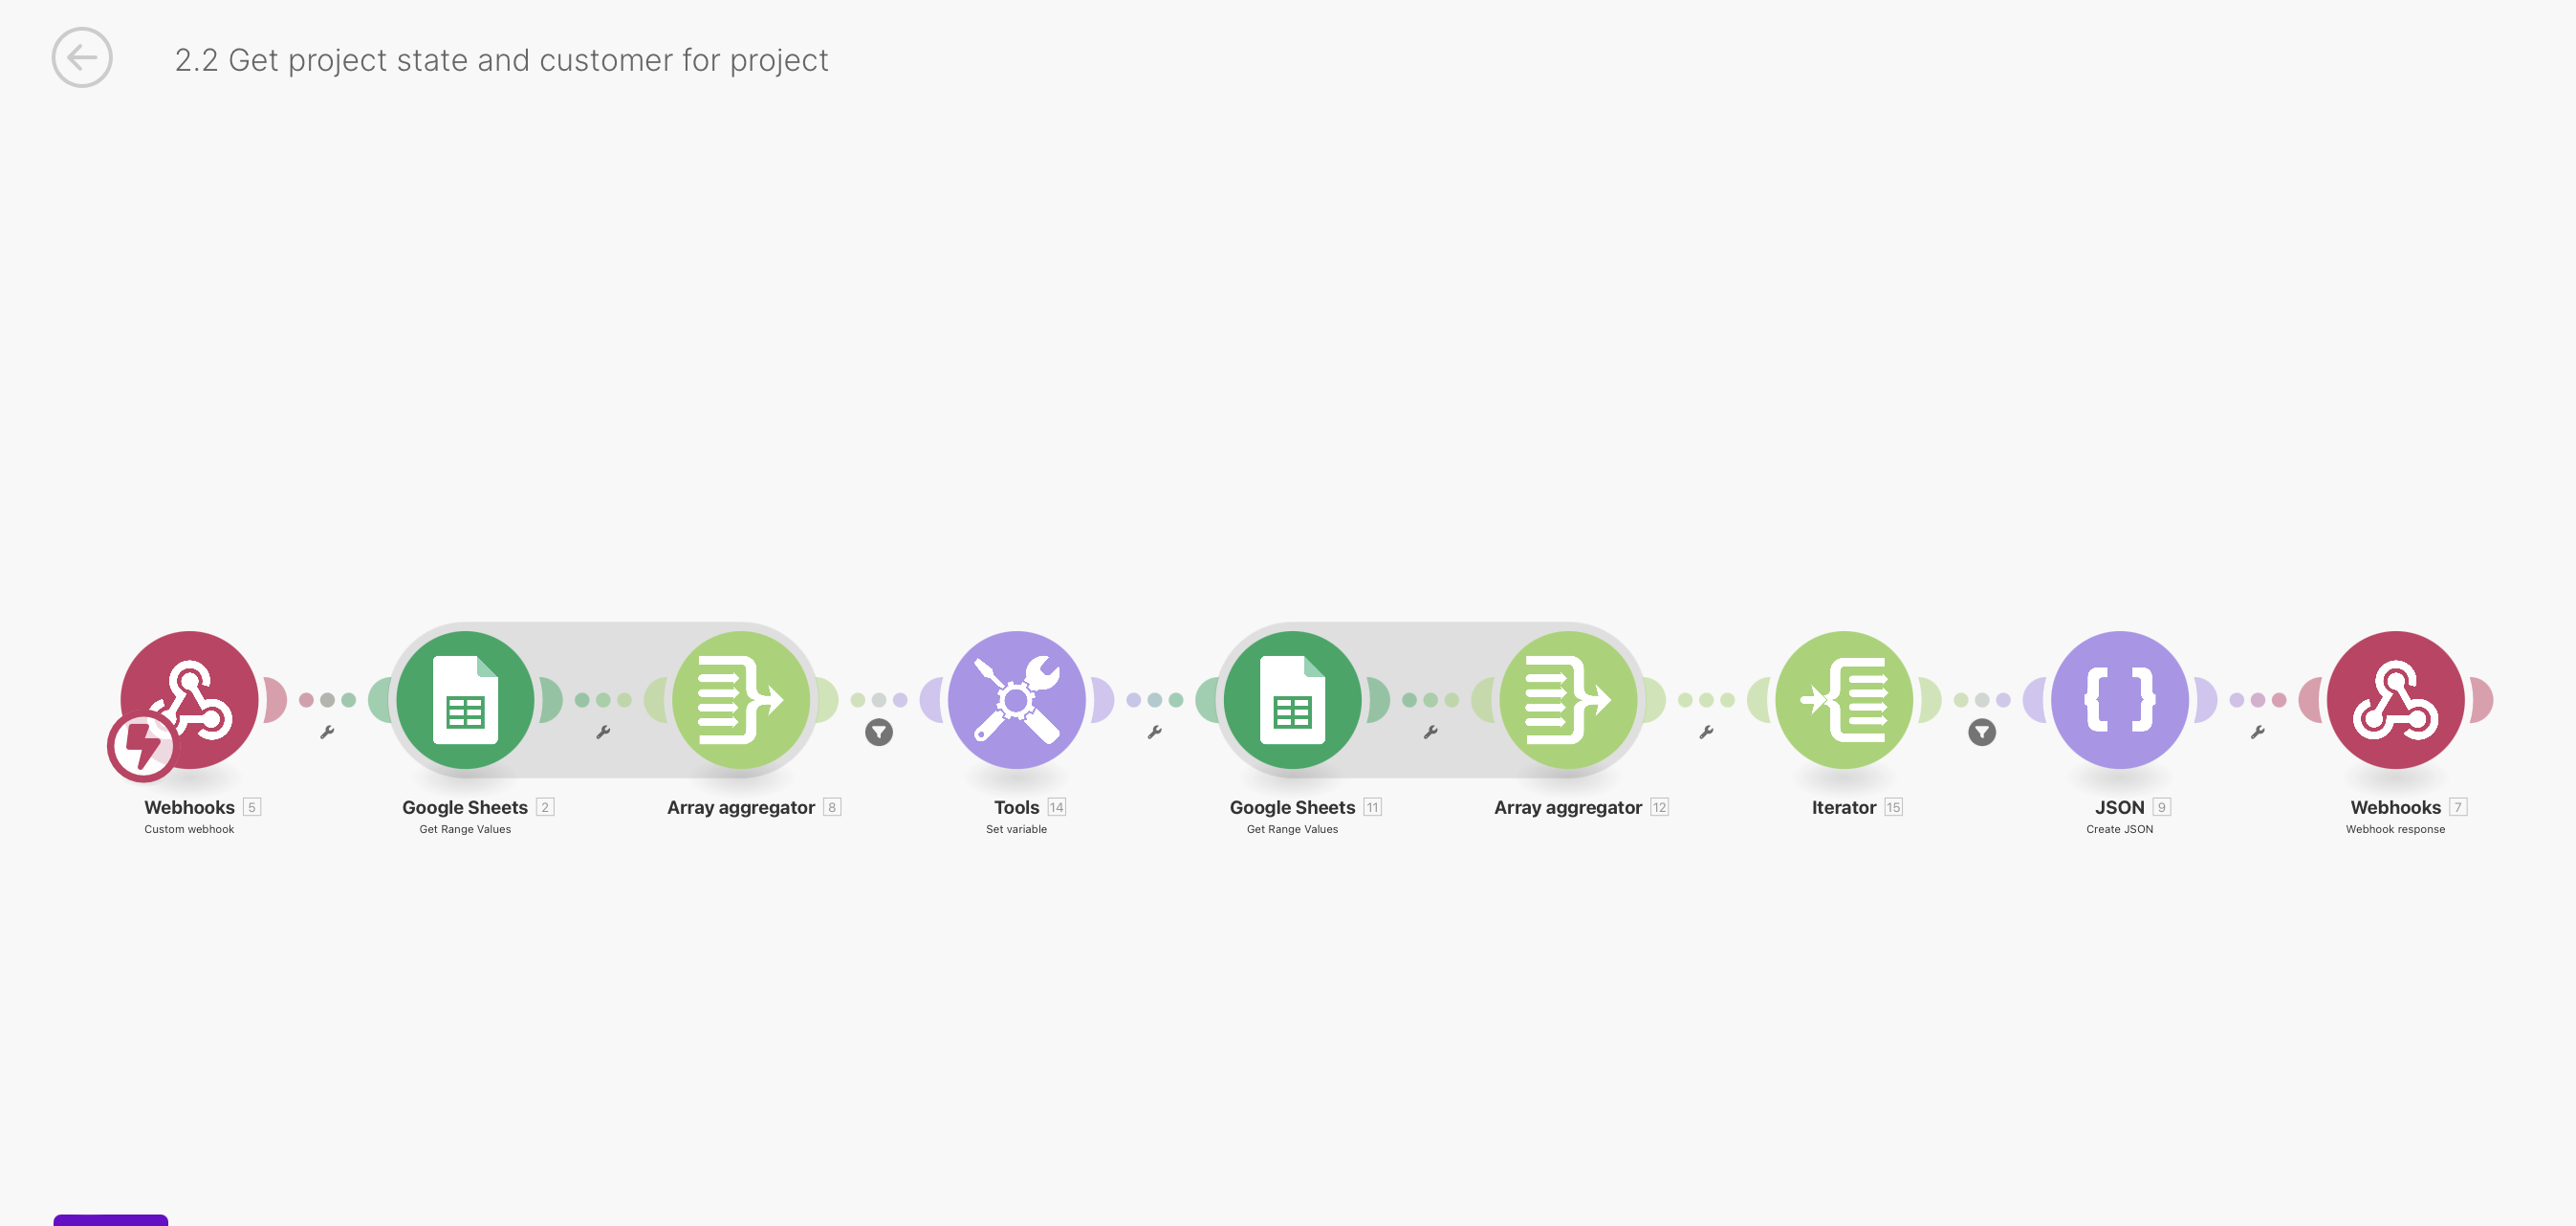 2.2 Get project state and customer for project
Webhooks 5
Custom webhook
Google Sheets 2
Get Range Values
Array aggregator 8
Tools 14
Set variable
Google Sheets 11
Get Range Values
Array aggregator 12
Iterator 15
JSON 9
Create JSON
Webhooks 7
Webhook response